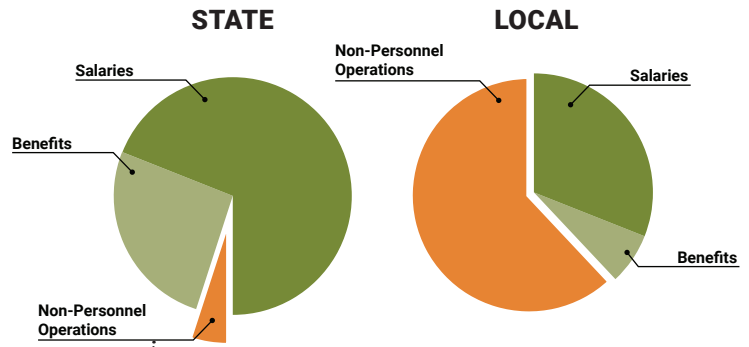 STATE
Salaries
Benefits
Non-Personnel
Operations
LOCAL
Non-Personnel
Operations
Salaries
Benefits